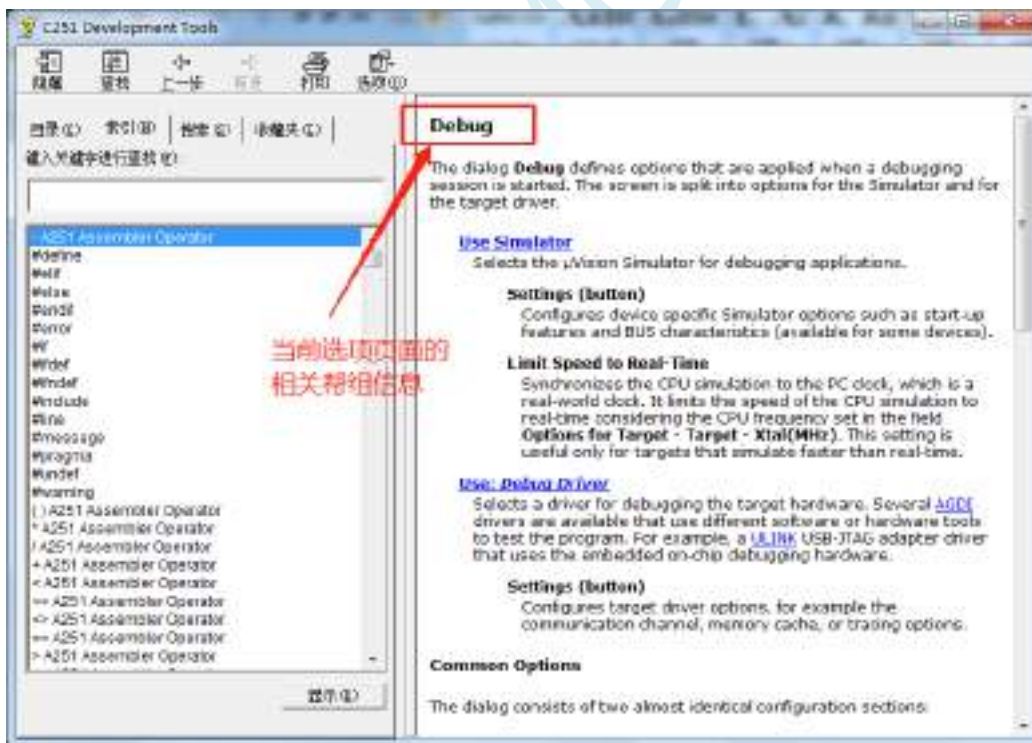 C251 Development Tools
隐藏 查找 上一步 前进 打印 选项(O)
目录(C) 索引(N) 搜索(S) 收藏夹(I)
键入关键字进行查找(W):
- A251 Assembler Operator
#define
#elif
#else
#endif
#error
#if
#ifdef
#ifndef
#include
#line
#message
#pragma
#undef
#warning
( ) A251 Assembler Operator
* A251 Assembler Operator
/ A251 Assembler Operator
+ A251 Assembler Operator
< A251 Assembler Operator
<= A251 Assembler Operator
<> A251 Assembler Operator
== A251 Assembler Operator
> A251 Assembler Operator
显示(D)
当前选项页面的
相关帮组信息
Debug
The dialog Debug defines options that are applied when a debugging
session is started. The screen is split into options for the Simulator and for
the target driver.
Use Simulator
Selects the µVision Simulator for debugging applications.
Settings (button)
Configures device specific Simulator options such as start-up
features and BUS characteristics (available for some devices).
Limit Speed to Real-Time
Synchronizes the CPU simulation to the PC clock, which is a
real-world clock. It limits the speed of the CPU simulation to
real-time considering the CPU frequency set in the field
Options for Target - Target - Xtal(MHz). This setting is
useful only for targets that simulate faster than real-time.
Use: Debug Driver
Selects a driver for debugging the target hardware. Several AGDI
drivers are available that use different software or hardware tools
to test the program. For example, a ULINK USB-JTAG adapter driver
that uses the embedded on-chip debugging hardware.
Settings (button)
Configures target driver options, for example the
communication channel, memory cache, or tracing options.
Common Options
The dialog consists of two almost identical configuration sections: